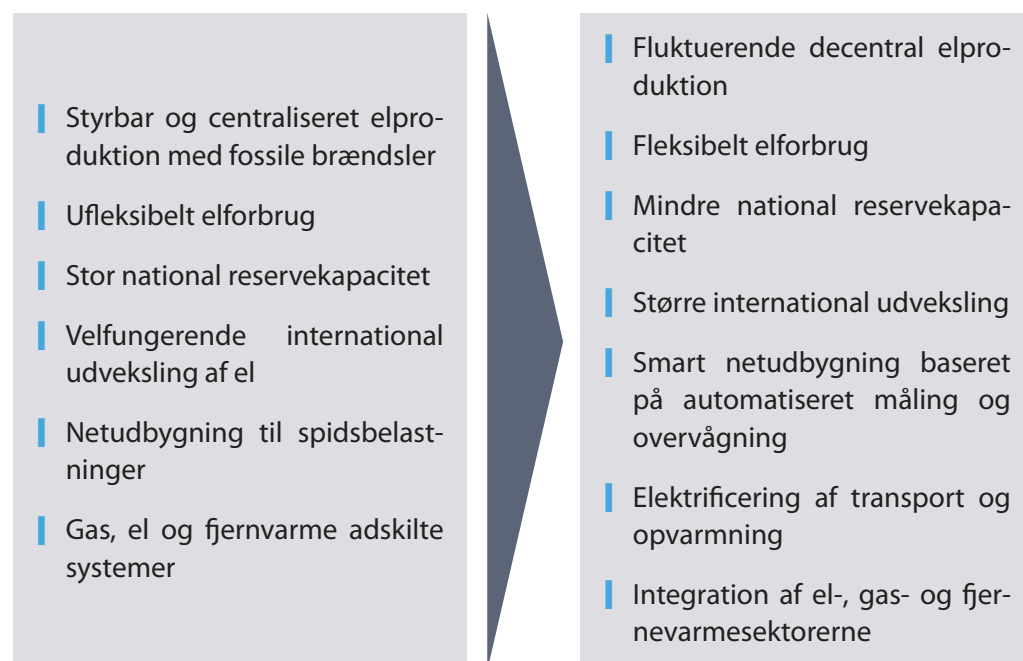 Styrbar og centraliseret elpro-
duktion med fossile brændsler
Ufleksibelt elforbrug
Stor national reservekapacitet
Velfungerende international
udveksling af el
Netudbygning til spidsbelast-
ninger
Gas, el og fjernvarme adskilte
systemer
Fluktuerende decentral elpro-
duktion
Fleksibelt elforbrug
Mindre national reservekapa-
citet
Større international udveksling
Smart netudbygning baseret
på automatiseret måling og
overvågning
Elektrificering af transport og
opvarmning
Integration af el-, gas- og fjer-
nevarmesektorerne